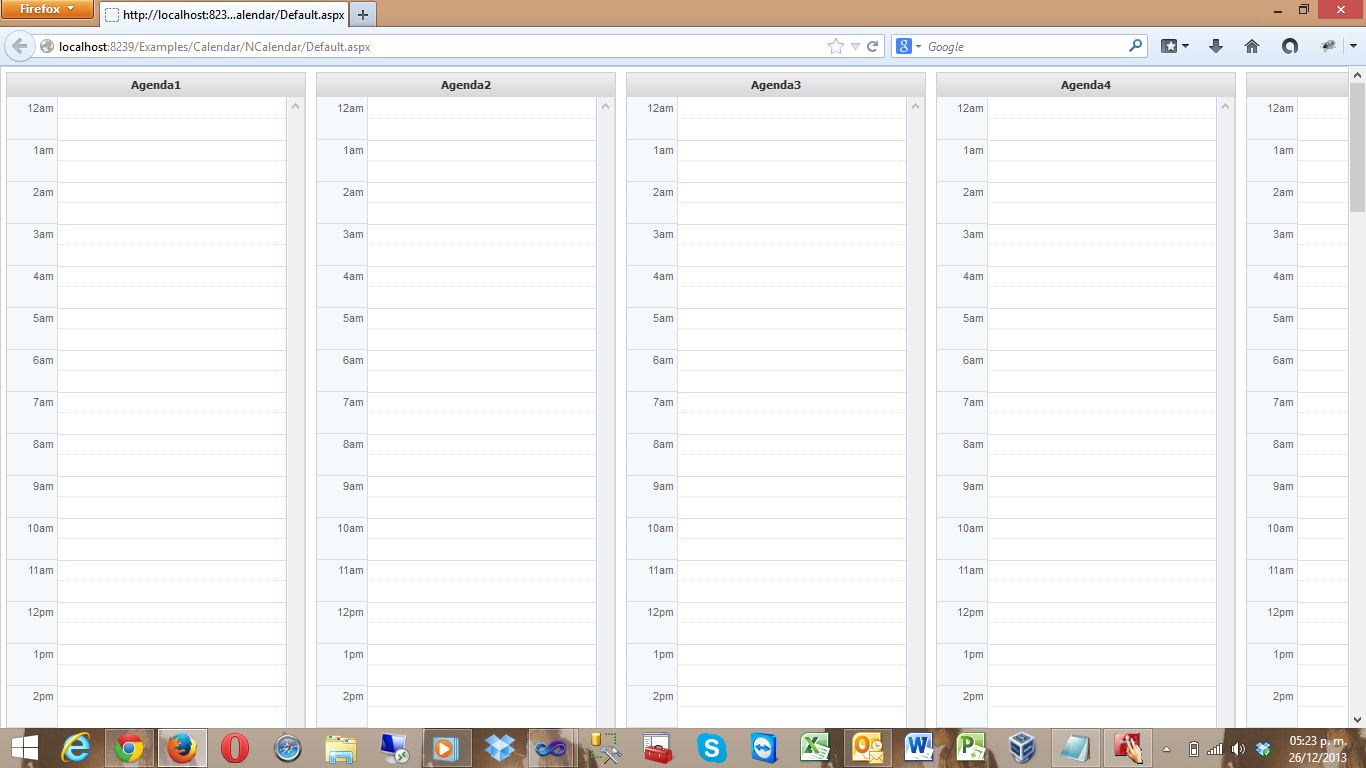 Firefox
http://localhost:823...alendar/Default.aspx
localhost:8239/Examples/Calendar/NCalendar/Default.aspx
Google
Agenda1 Agenda2 Agenda3 Agenda4
12am 12am 12am 12am 12am
1am 1am 1am 1am 1am
2am 2am 2am 2am 2am
3am 3am 3am 3am 3am
4am 4am 4am 4am 4am
5am 5am 5am 5am 5am
6am 6am 6am 6am 6am
7am 7am 7am 7am 7am
8am 8am 8am 8am 8am
9am 9am 9am 9am 9am
10am 10am 10am 10am 10am
11am 11am 11am 11am 11am
12pm 12pm 12pm 12pm 12pm
1pm 1pm 1pm 1pm 1pm
2pm 2pm 2pm 2pm 2pm
05:23 p. m.
26/12/2013